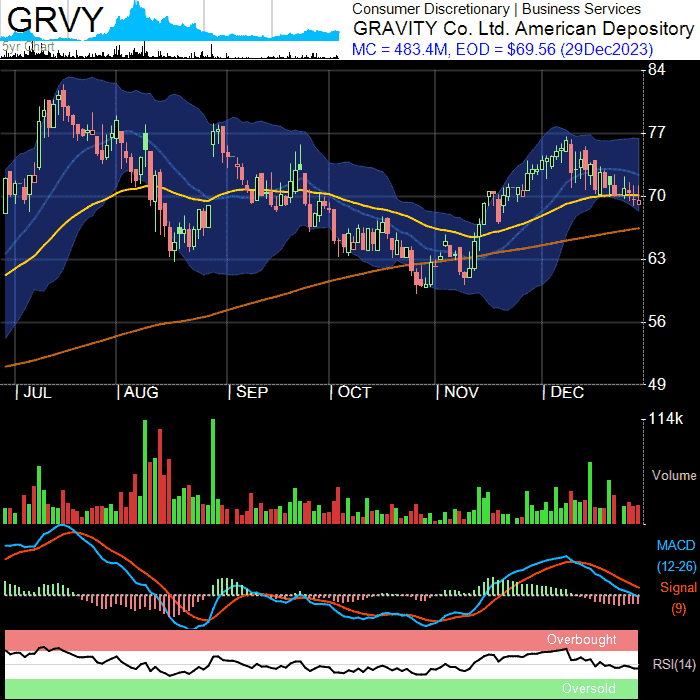 GRVY
5yr Chart
Consumer Discretionary | Business Services
GRAVITY Co. Ltd. American Depository
MC = 483.4M, EOD = $69.56 (29Dec2023)
84
77
70
63
56
49
| JUL | AUG | SEP | OCT | NOV | DEC
114k
Volume
MACD
(12-26)
Signal
(9)
Overbought
RSI(14)
Oversold